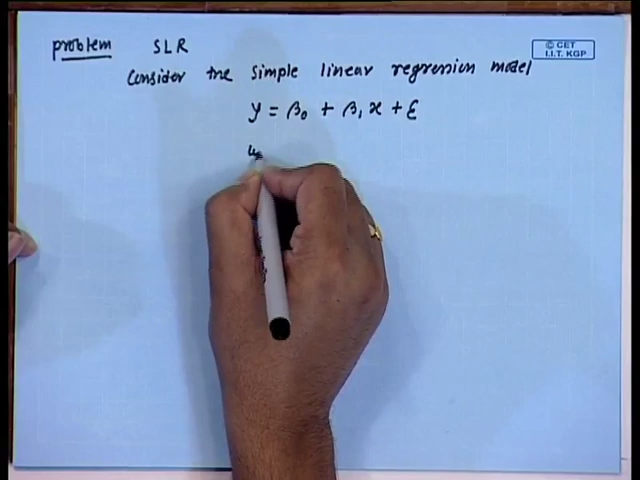 problem SLR
© CET
I.I.T. KGP
Consider the simple linear regression model
y = β₀ + β₁x + ε